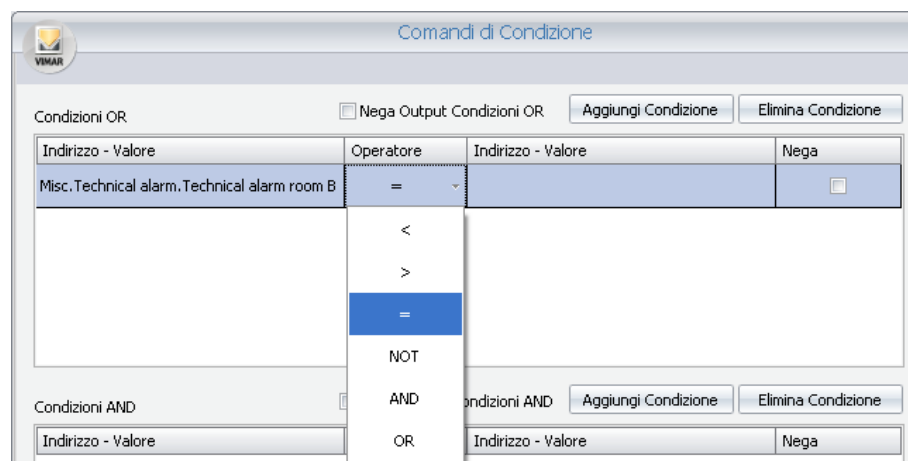 Comandi di Condizione
VIMAR
Condizioni OR Nega Output Condizioni OR Aggiungi Condizione Elimina Condizione
Indirizzo - Valore Operatore Indirizzo - Valore Nega
Misc.Technical alarm.Technical alarm room B =
<
>
=
NOT
Condizioni AND AND ondizioni AND Aggiungi Condizione Elimina Condizione
Indirizzo - Valore OR Indirizzo - Valore Nega